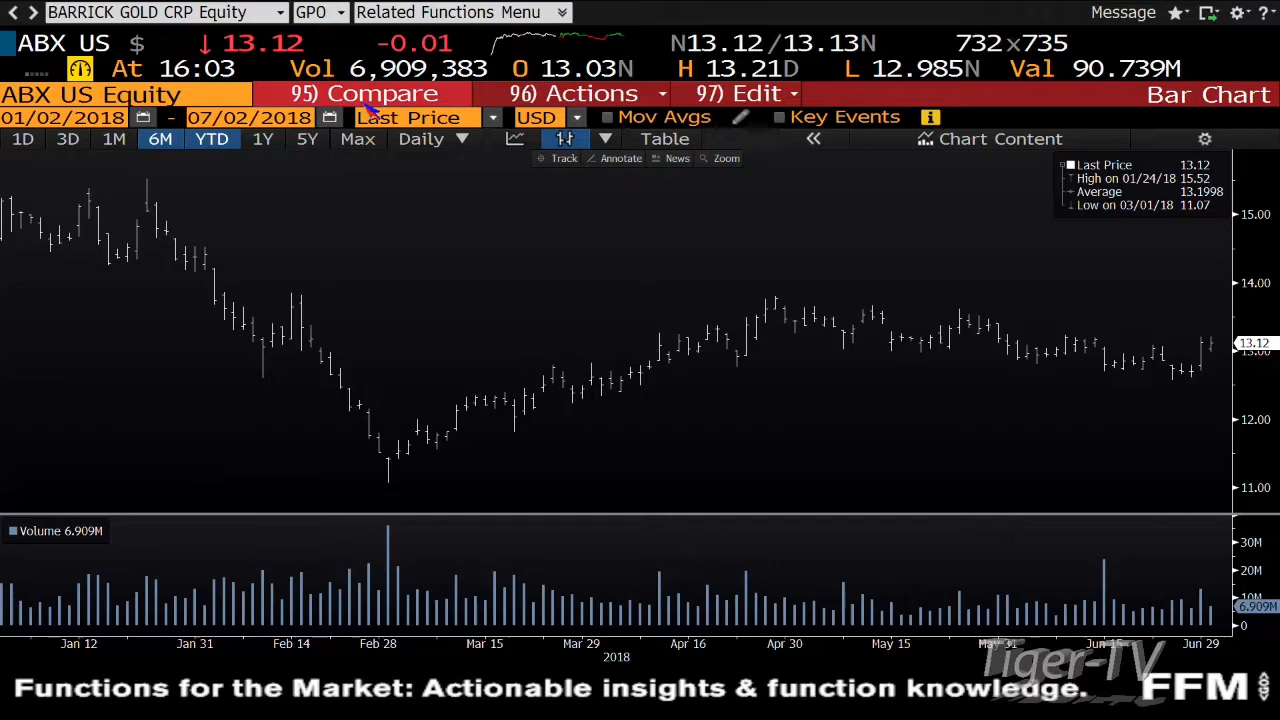 BARRICK GOLD CRP Equity GPO Related Functions Menu Message
ABX US $ ↓ 13.12 -0.01 N13.12/13.13N 732x735
At 16:03 Vol 6,909,383 O 13.03N H 13.21D L 12.985N Val 90.739M
ABX US Equity 95) Compare 96) Actions 97) Edit Bar Chart
01/02/2018 - 07/02/2018 Last Price USD Mov Avgs Key Events
1D 3D 1M 6M YTD 1Y 5Y Max Daily Table « Chart Content
Track Annotate News Zoom
Last Price 13.12
High on 01/24/18 15.52
Average 13.1998
Low on 03/01/18 11.07
15.00
14.00
13.12
13.00
12.00
11.00
Volume 6.909M
30M
20M
10M
6.909M
0
Jan 12 Jan 31 Feb 14 Feb 28 Mar 15 Mar 29 Apr 16 Apr 30 May 15 May 31 Jun 15 Jun 29
2018
Tiger-TV
Functions for the Market: Actionable insights & function knowledge. FFM